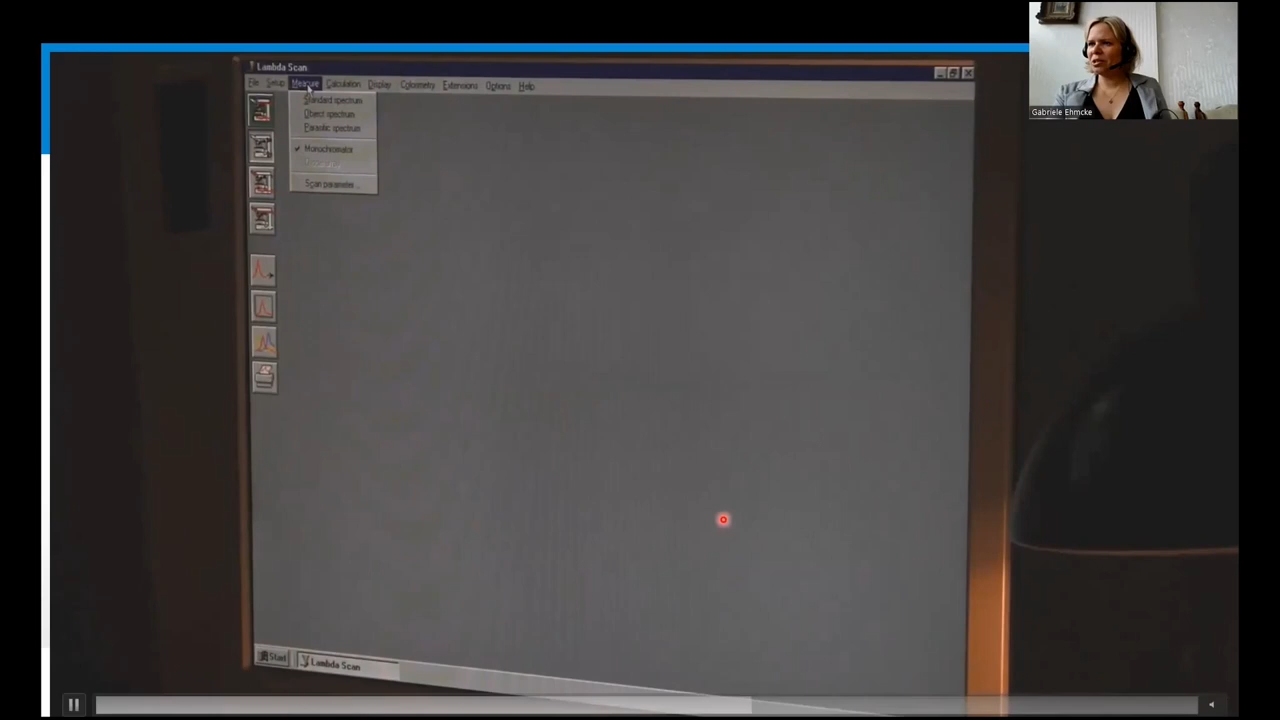 Lambda Scan
File Setup Measure Calculation Display Colorimetry Extensions Options Help
Standard spectrum
Object spectrum
Parasitic spectrum
Monochromator
Scan parameter...
Gabriele Ehmcke
Start Lambda Scan